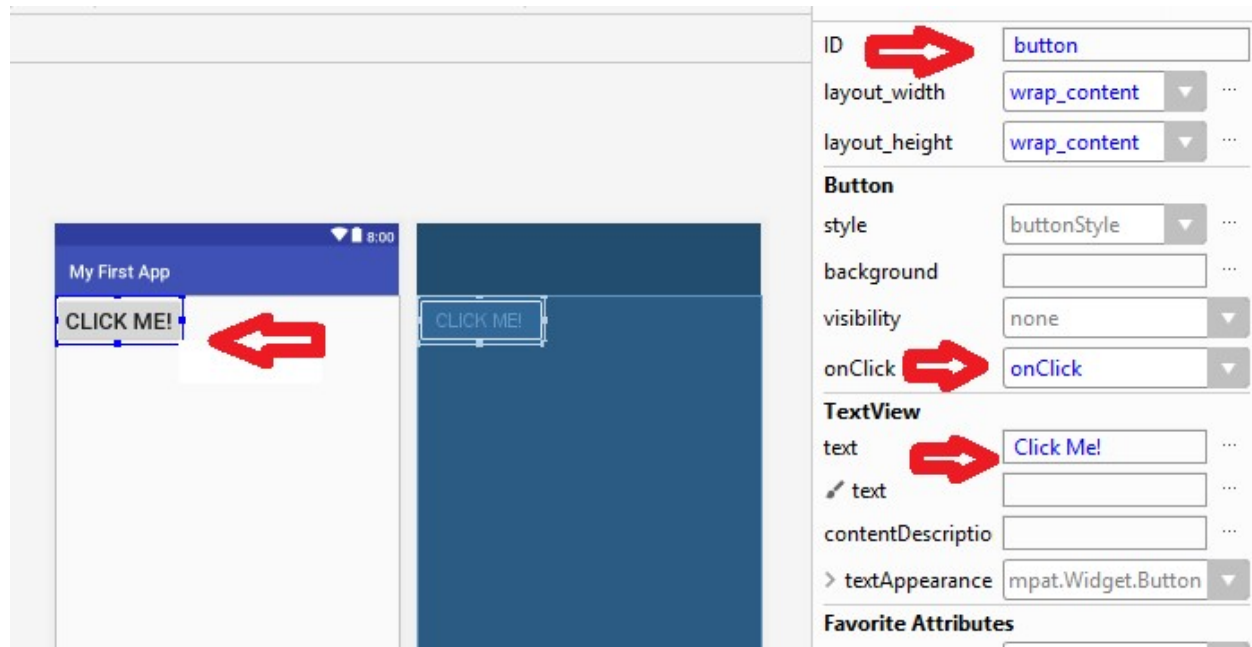 8:00
My First App
CLICK ME!
CLICK ME!
ID button
layout_width wrap_content ...
layout_height wrap_content ...
Button
style buttonStyle ...
background ...
visibility none
onClick onClick
TextView
text Click Me! ...
text ...
contentDescriptio ...
> textAppearance mpat.Widget.Button
Favorite Attributes